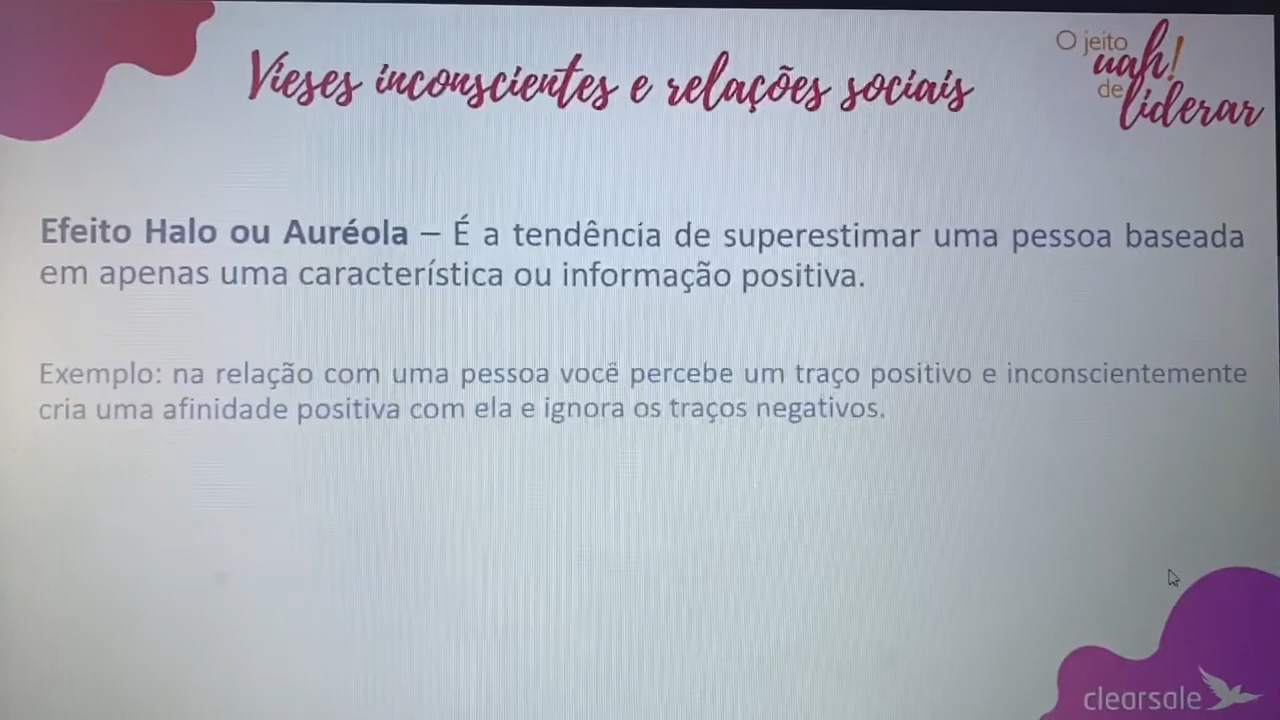 Vieses inconscientes e relações sociais
O jeito
uah!
de
liderar
Efeito Halo ou Auréola – É a tendência de superestimar uma pessoa baseada
em apenas uma característica ou informação positiva.
Exemplo: na relação com uma pessoa você percebe um traço positivo e inconscientemente
cria uma afinidade positiva com ela e ignora os traços negativos.
clearsale